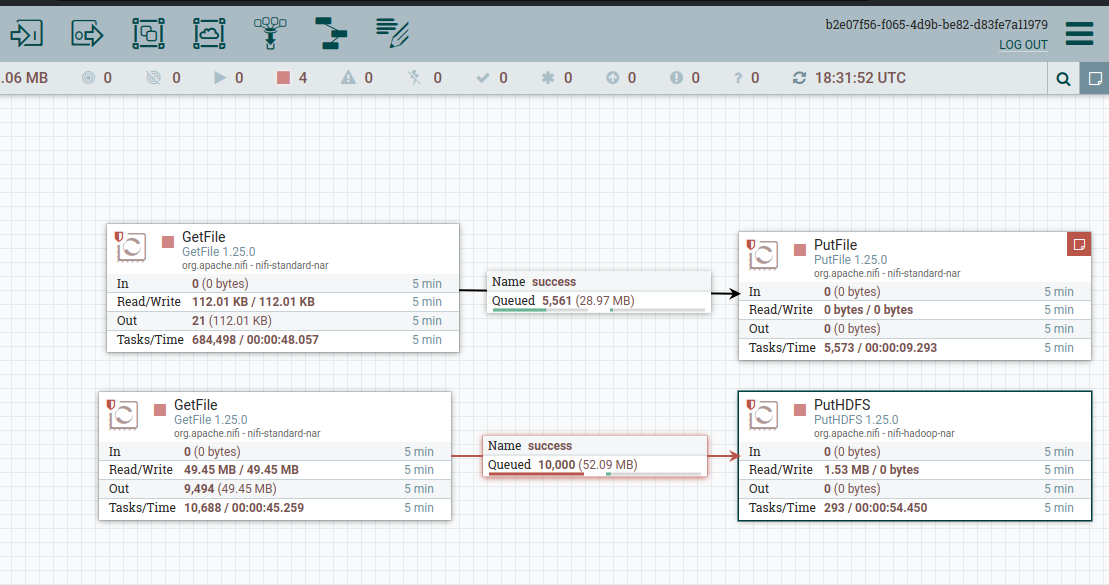 b2e07f56-f065-4d9b-be82-d83fe7a11979
LOG OUT
.06 MB 0 0 0 4 0 0 0 0 0 0 ? 0 18:31:52 UTC
GetFile
GetFile 1.25.0
org.apache.nifi - nifi-standard-nar
In 0 (0 bytes) 5 min
Read/Write 112.01 KB / 112.01 KB 5 min
Out 21 (112.01 KB) 5 min
Tasks/Time 684,498 / 00:00:48.057 5 min
Name success
Queued 5,561 (28.97 MB)
PutFile
PutFile 1.25.0
org.apache.nifi - nifi-standard-nar
In 0 (0 bytes) 5 min
Read/Write 0 bytes / 0 bytes 5 min
Out 0 (0 bytes) 5 min
Tasks/Time 5,573 / 00:00:09.293 5 min
GetFile
GetFile 1.25.0
org.apache.nifi - nifi-standard-nar
In 0 (0 bytes) 5 min
Read/Write 49.45 MB / 49.45 MB 5 min
Out 9,494 (49.45 MB) 5 min
Tasks/Time 10,688 / 00:00:45.259 5 min
Name success
Queued 10,000 (52.09 MB)
PutHDFS
PutHDFS 1.25.0
org.apache.nifi - nifi-hadoop-nar
In 0 (0 bytes) 5 min
Read/Write 1.53 MB / 0 bytes 5 min
Out 0 (0 bytes) 5 min
Tasks/Time 293 / 00:00:54.450 5 min